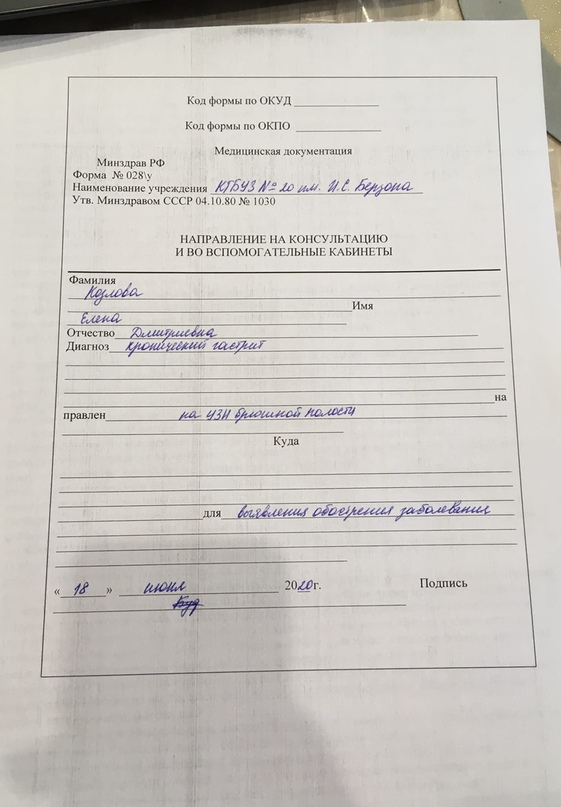 Код формы по ОКУД
Код формы по ОКПО
Медицинская документация
Минздрав РФ
Форма № 028\у
Наименование учреждения КГБУЗ № 20 им. И.С. Берзона
Утв. Минздравом СССР 04.10.80 № 1030
НАПРАВЛЕНИЕ НА КОНСУЛЬТАЦИЮ
И ВО ВСПОМОГАТЕЛЬНЫЕ КАБИНЕТЫ
Фамилия
Козлова
Имя
Елена
Отчество Дмитриевна
Диагноз хронический гастрит
на
правлен на УЗИ брюшной полости
Куда
для выявления обострения заболевания
« 18 » июня 2020г. Подпись